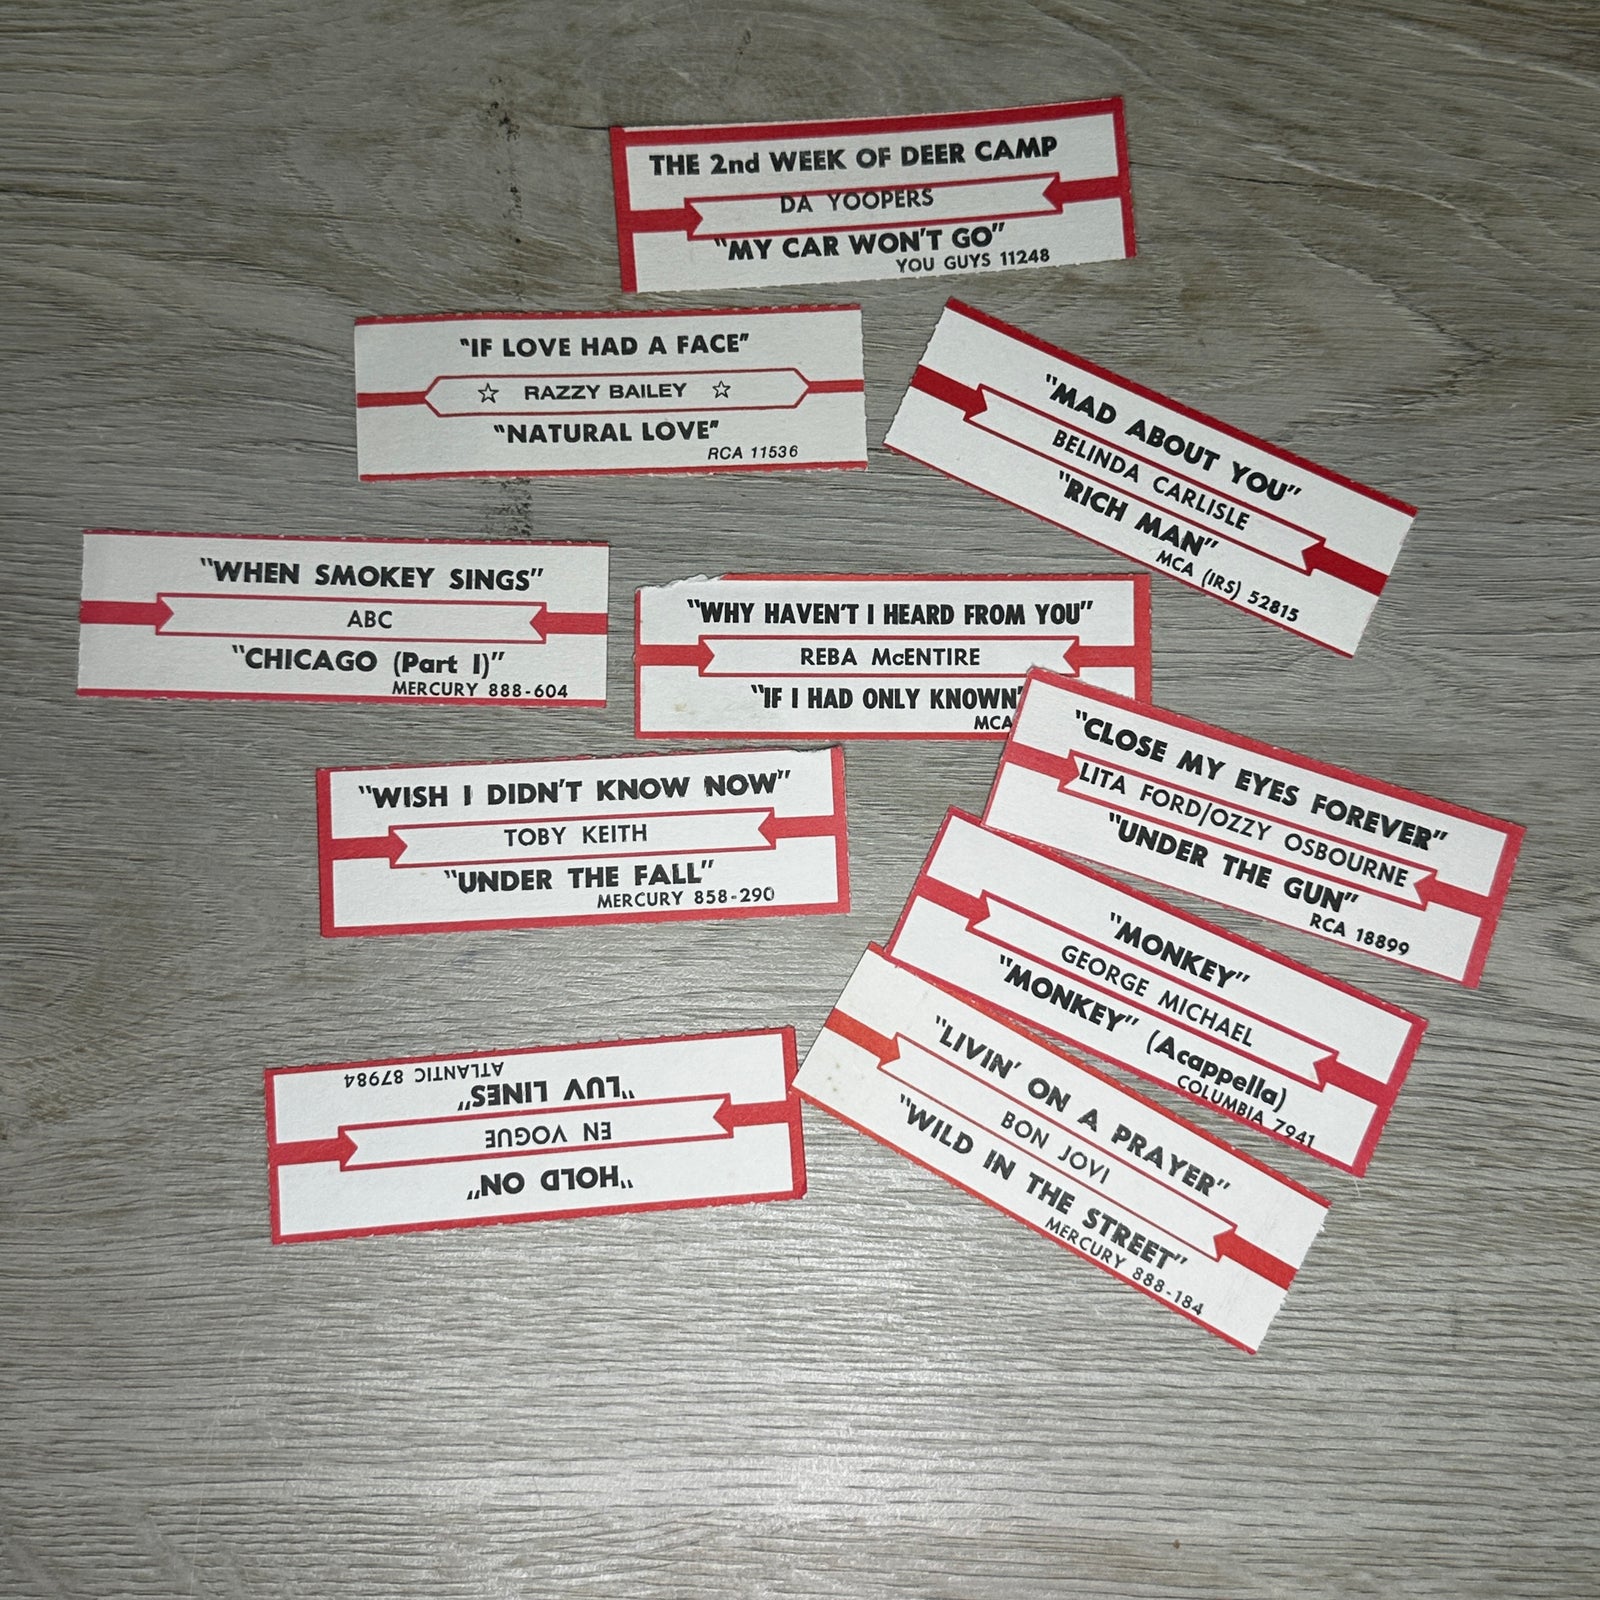 THE 2nd WEEK OF DEER CAMP
DA YOOPERS
"MY CAR WON'T GO"
YOU GUYS 11248
"IF LOVE HAD A FACE"
☆ RAZZY BAILEY ☆
"NATURAL LOVE"
RCA 11536
"MAD ABOUT YOU"
BELINDA CARLISLE
"RICH MAN"
MCA (IRS) 52815
"WHEN SMOKEY SINGS"
ABC
"CHICAGO (Part I)"
MERCURY 888-604
"WHY HAVEN'T I HEARD FROM YOU"
REBA McENTIRE
"IF I HAD ONLY KNOWN"
MCA
"CLOSE MY EYES FOREVER"
LITA FORD/OZZY OSBOURNE
"UNDER THE GUN"
RCA 18899
"WISH I DIDN'T KNOW NOW"
TOBY KEITH
"UNDER THE FALL"
MERCURY 858-290
"MONKEY"
GEORGE MICHAEL
"MONKEY" (Acappella)
COLUMBIA 7941
"LIVIN' ON A PRAYER"
BON JOVI
"WILD IN THE STREET"
MERCURY 888-184
"HOLD ON"
EN VOGUE
"LUV LINES"
ATLANTIC 87984